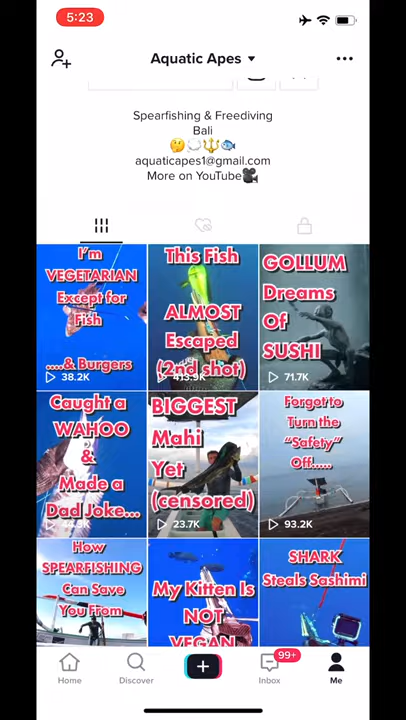 5:23
Aquatic Apes
Spearfishing & Freediving
Bali
aquaticapes1@gmail.com
More on YouTube
I'm
VEGETARIAN
Except for
Fish
....& Burgers
38.2K
This Fish
ALMOST
Escaped
(2nd shot)
GOLLUM
Dreams
Of
SUSHI
71.7K
Caught a
WAHOO
&
Made a
Dad Joke...
BIGGEST
Mahi
Yet
(censored)
23.7K
Forgot to
Turn the
“Safety”
Off.....
93.2K
How
SPEARFISHING
Can Save
You From
My Kitten Is
NOT
VEGAN
SHARK
Steals Sashimi
Home
Discover
99+
Inbox
Me